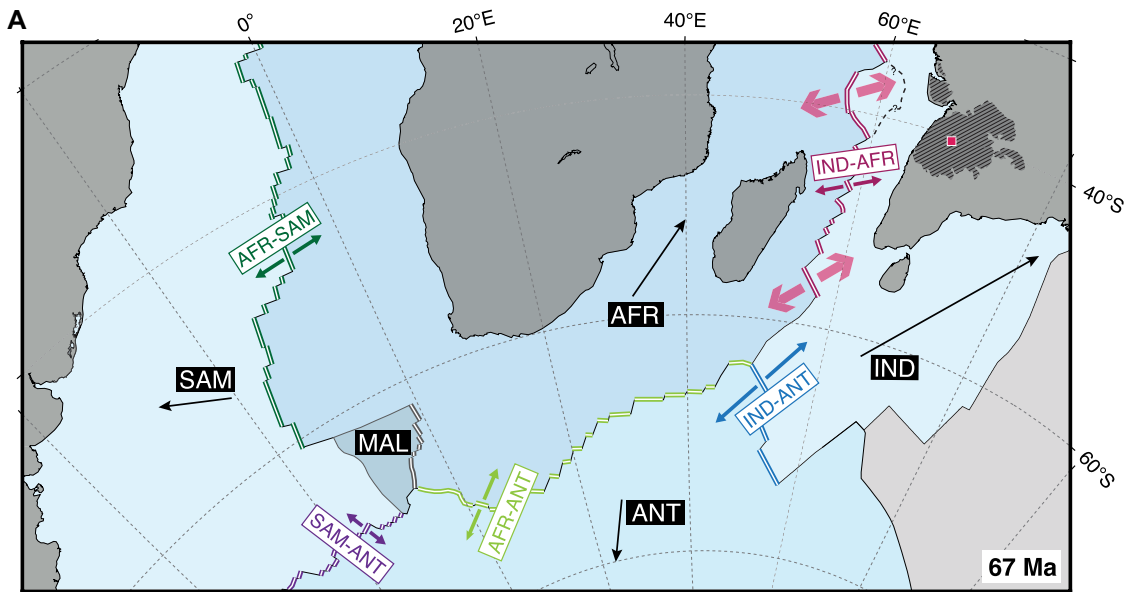 A
0°
20°E
40°E
60°E
IND-AFR
40°S
AFR-SAM
AFR
SAM
IND
IND-ANT
MAL
60°S
AFR-ANT
ANT
SAM-ANT
67 Ma